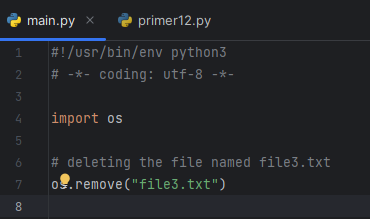 main.py primer12.py
1 #!/usr/bin/env python3
2 # -*- coding: utf-8 -*-
3
4 import os
5
6 # deleting the file named file3.txt
7 os.remove("file3.txt")
8